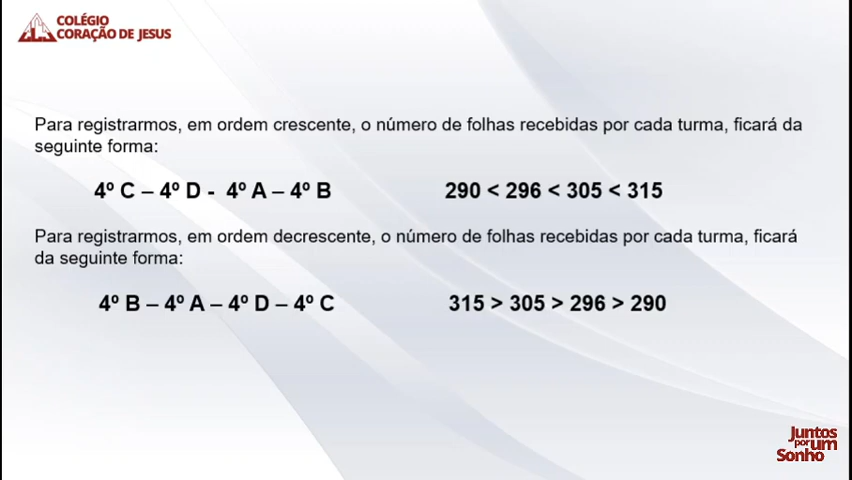 COLÉGIO
CORAÇÃO DE JESUS
Para registrarmos, em ordem crescente, o número de folhas recebidas por cada turma, ficará da
seguinte forma:
4º C – 4º D - 4º A – 4º B 290 < 296 < 305 < 315
Para registrarmos, em ordem decrescente, o número de folhas recebidas por cada turma, ficará
da seguinte forma:
4º B – 4º A – 4º D – 4º C 315 > 305 > 296 > 290
Juntos
por um
Sonho